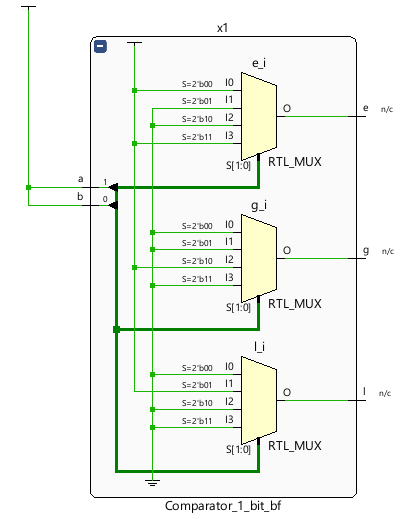 x1
e_i
S=2'b00 I0
S=2'b01 I1
S=2'b10 I2
S=2'b11 I3
O
e n/c
S[1:0] RTL_MUX
a 1
b 0
g_i
S=2'b00 I0
S=2'b01 I1
S=2'b10 I2
S=2'b11 I3
O
g n/c
S[1:0] RTL_MUX
l_i
S=2'b00 I0
S=2'b01 I1
S=2'b10 I2
S=2'b11 I3
O
l n/c
S[1:0] RTL_MUX
Comparator_1_bit_bf